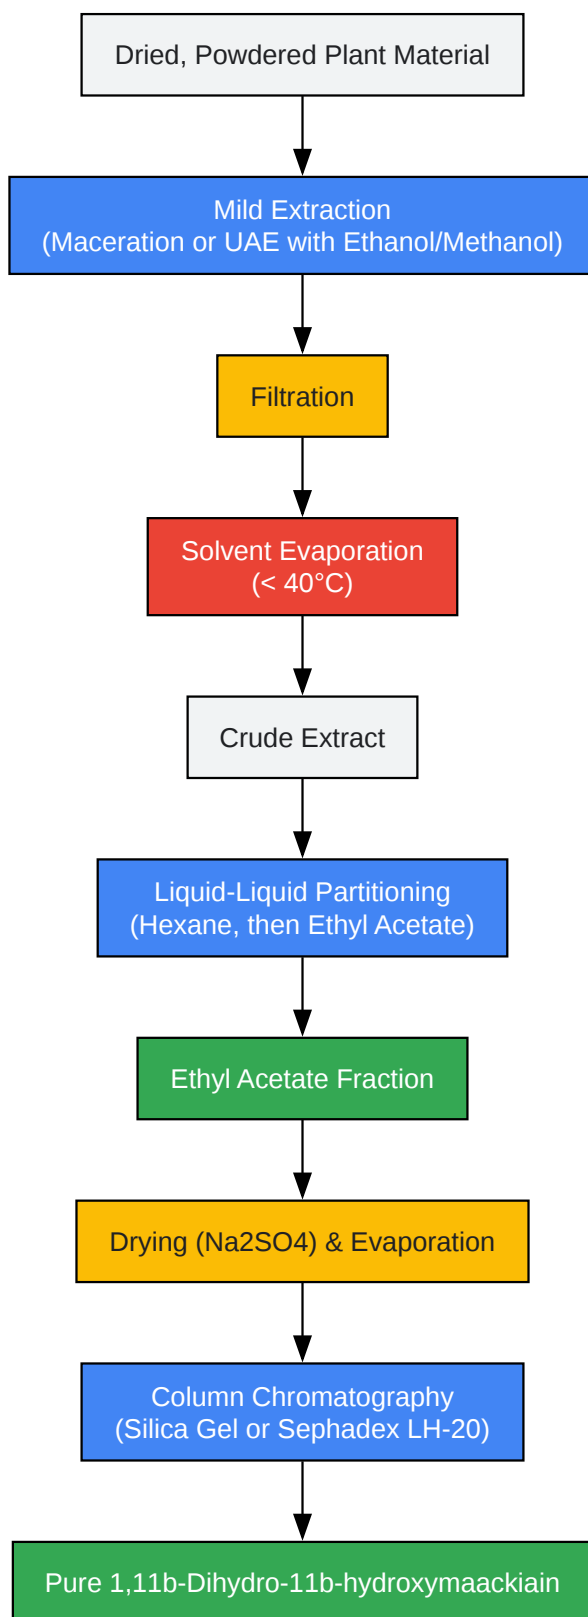 Dried, Powdered Plant Material
Mild Extraction
(Maceration or UAE with Ethanol/Methanol)
Filtration
Solvent Evaporation
(< 40°C)
Crude Extract
Liquid-Liquid Partitioning
(Hexane, then Ethyl Acetate)
Ethyl Acetate Fraction
Drying (Na2SO4) & Evaporation
Column Chromatography
(Silica Gel or Sephadex LH-20)
Pure 1,11b-Dihydro-11b-hydroxymaackiain